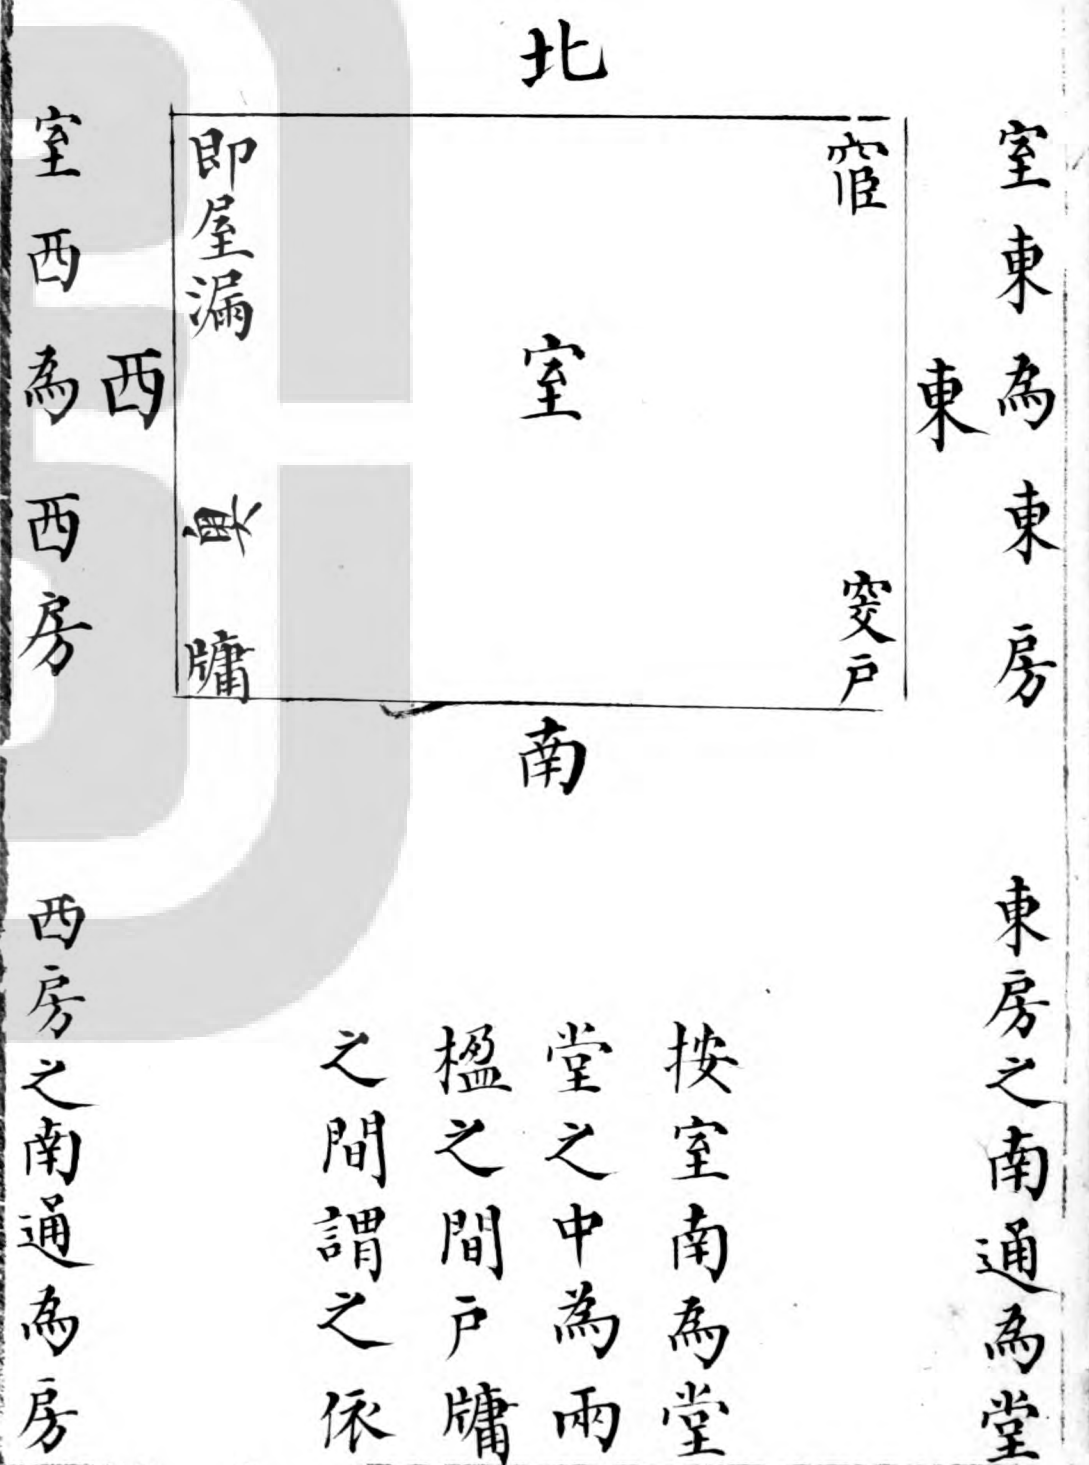 北
室東為東房
東
宧
窔戶
室
即屋漏
奥
牖
西
室西為西房
南
東房之南通為堂
按室南為堂
堂之中為兩
楹之間戶牖
之間謂之依
西房之南通為房